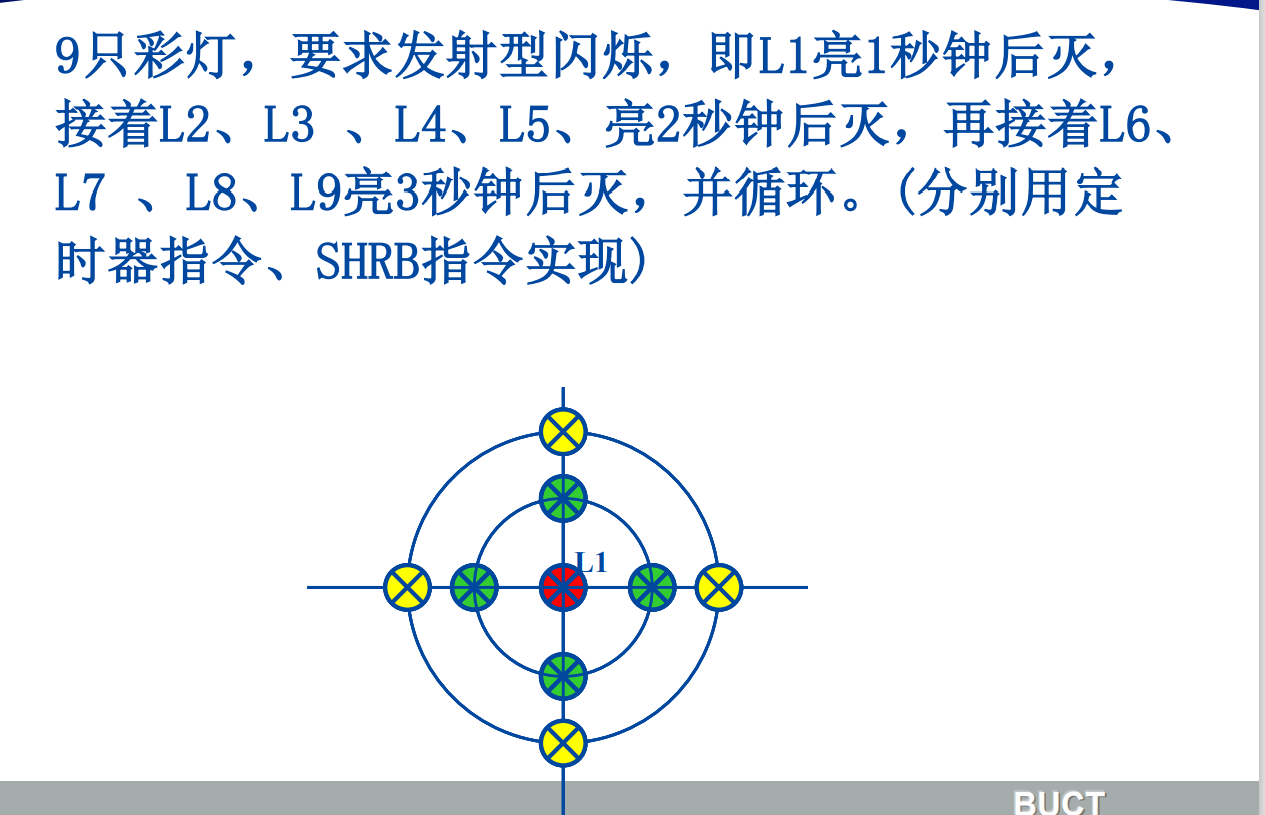 9只彩灯，要求发射型闪烁，即L1亮1秒钟后灭，
接着L2、L3 、L4、L5、亮2秒钟后灭，再接着L6、
L7 、L8、L9亮3秒钟后灭，并循环。(分别用定
时器指令、SHRB指令实现)
L1
BUCT